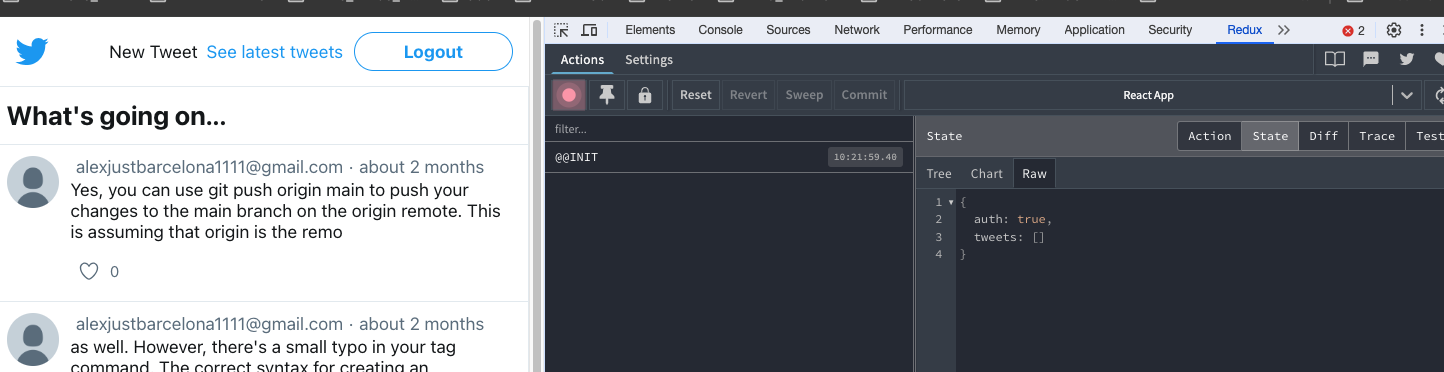 New Tweet See latest tweets Logout
What's going on...
alexjustbarcelona1111@gmail.com · about 2 months
Yes, you can use git push origin main to push your
changes to the main branch on the origin remote. This
is assuming that origin is the remo
0
alexjustbarcelona1111@gmail.com · about 2 months
as well. However, there's a small typo in your tag
command. The correct syntax for creating an
Elements Console Sources Network Performance Memory Application Security Redux 2
Actions Settings
Reset Revert Sweep Commit React App
filter...
@@INIT 10:21:59.40
State Action State Diff Trace Test
Tree Chart Raw
1 {
2 auth: true,
3 tweets: []
4 }